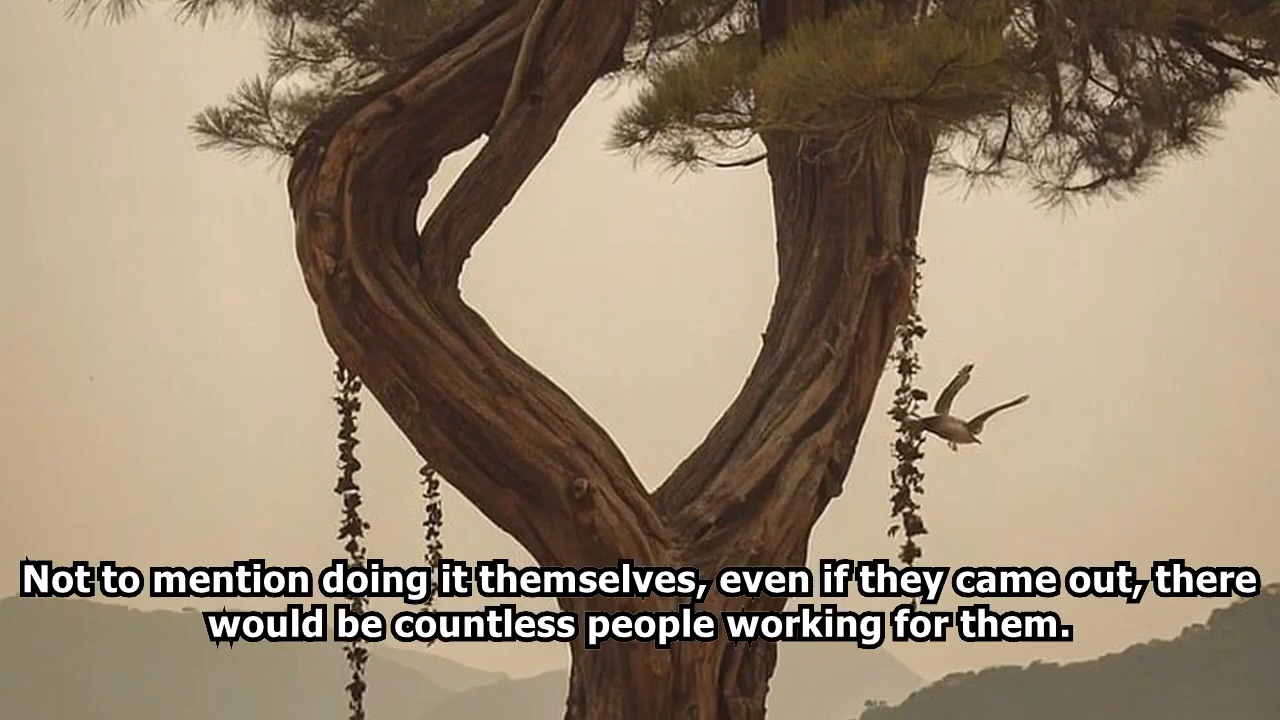 Not to mention doing it themselves, even if they came out, there
would be countless people working for them.